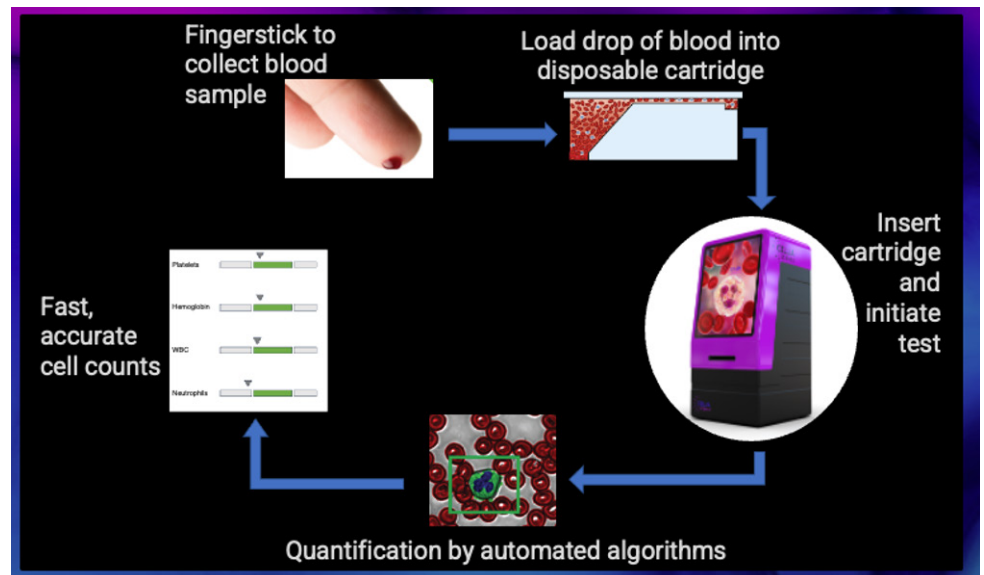 Fingerstick to
collect blood
sample
Load drop of blood into
disposable cartridge
Insert
cartridge
and
initiate
test
Quantification by automated algorithms
Fast,
accurate
cell counts
Platelets
Hemoglobin
WBC
Neutrophils